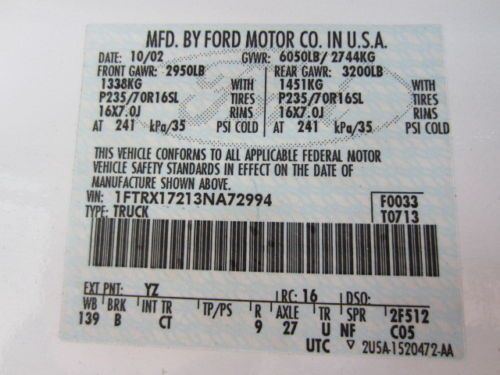 MFD. BY FORD MOTOR CO. IN U.S.A.
DATE: 10/02 GVWR: 6050LB/ 2744KG
FRONT GAWR: 2950LB REAR GAWR: 3200LB
1338KG WITH 1451KG WITH
P235/70R16SL TIRES P235/70R16SL TIRES
16X7.0J RIMS 16X7.0J RIMS
AT 241 kPa/35 PSI COLD AT 241 kPa/35 PSI COLD
THIS VEHICLE CONFORMS TO ALL APPLICABLE FEDERAL MOTOR
VEHICLE SAFETY STANDARDS IN EFFECT ON THE DATE OF
MANUFACTURE SHOWN ABOVE.
VIN: 1FTRX17213NA72994 F0033
TYPE: TRUCK T0713
EXT PNT: YZ RC: 16 DSO:
WB BRK INT TR TP/PS R AXLE TR SPR 2F512
139 B CT 9 27 U NF C05
UTC ▽ 2U5A-1520472-AA